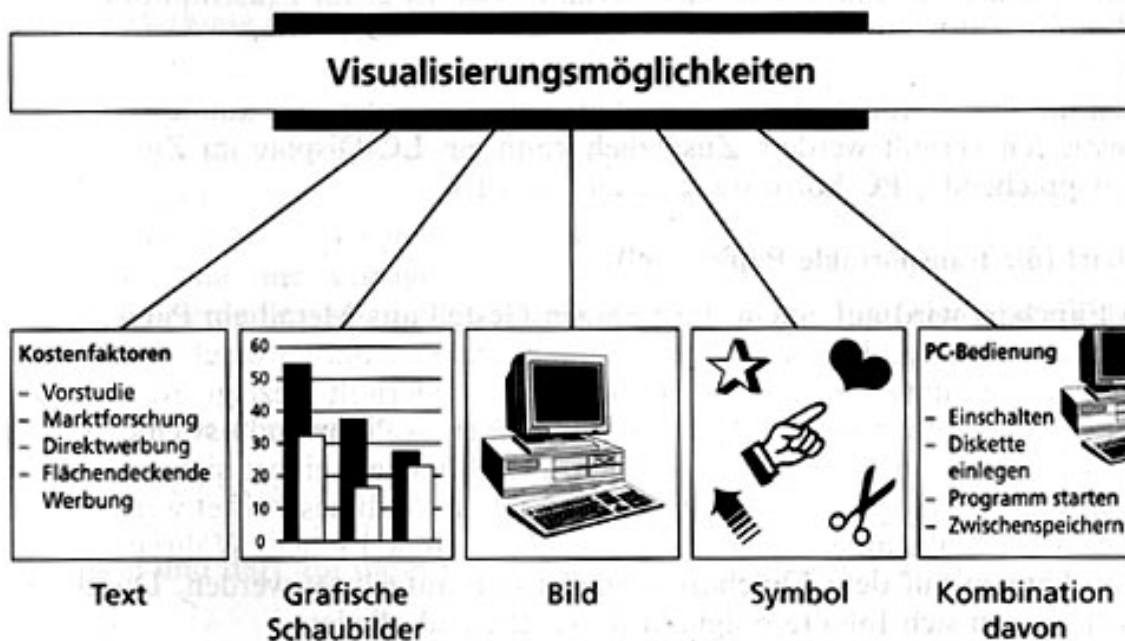 Visualisierungsmöglichkeiten
Kostenfaktoren
– Vorstudie
– Marktforschung
– Direktwerbung
– Flächendeckende
Werbung
60
50
40
30
20
10
0
PC-Bedienung
– Einschalten
– Diskette
einlegen
– Programm starten
– Zwischenspeichern
Text
Grafische
Schaubilder
Bild
Symbol
Kombination
davon